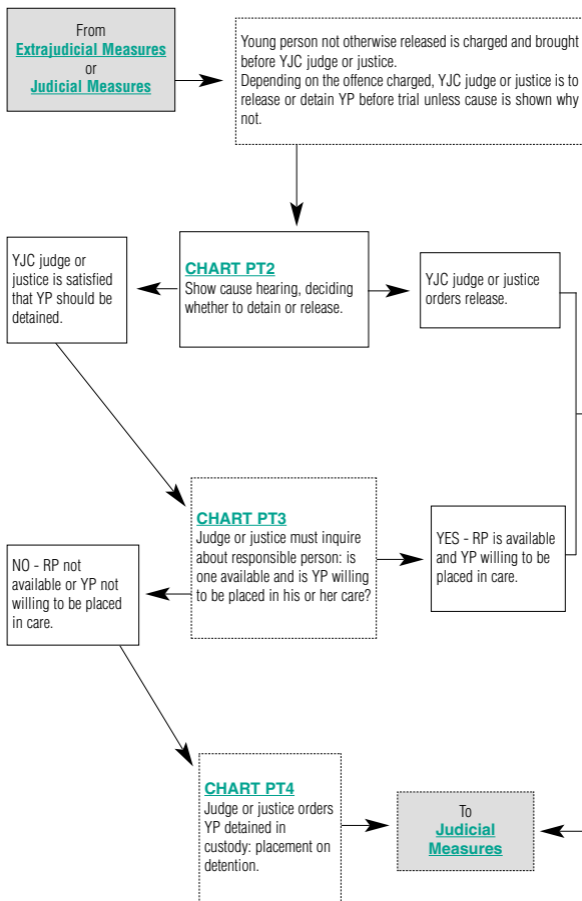 From
Extrajudicial Measures
or
Judicial Measures
Young person not otherwise released is charged and brought
before YJC judge or justice.
Depending on the offence charged, YJC judge or justice is to
release or detain YP before trial unless cause is shown why
not.
YJC judge or
justice is satisfied
that YP should be
detained.
CHART PT2
Show cause hearing, deciding
whether to detain or release.
YJC judge or justice
orders release.
CHART PT3
Judge or justice must inquire
about responsible person: is
one available and is YP willing
to be placed in his or her care?
YES - RP is available
and YP willing to be
placed in care.
NO - RP not
available or YP not
willing to be placed
in care.
CHART PT4
Judge or justice orders
YP detained in
custody: placement on
detention.
To
Judicial
Measures